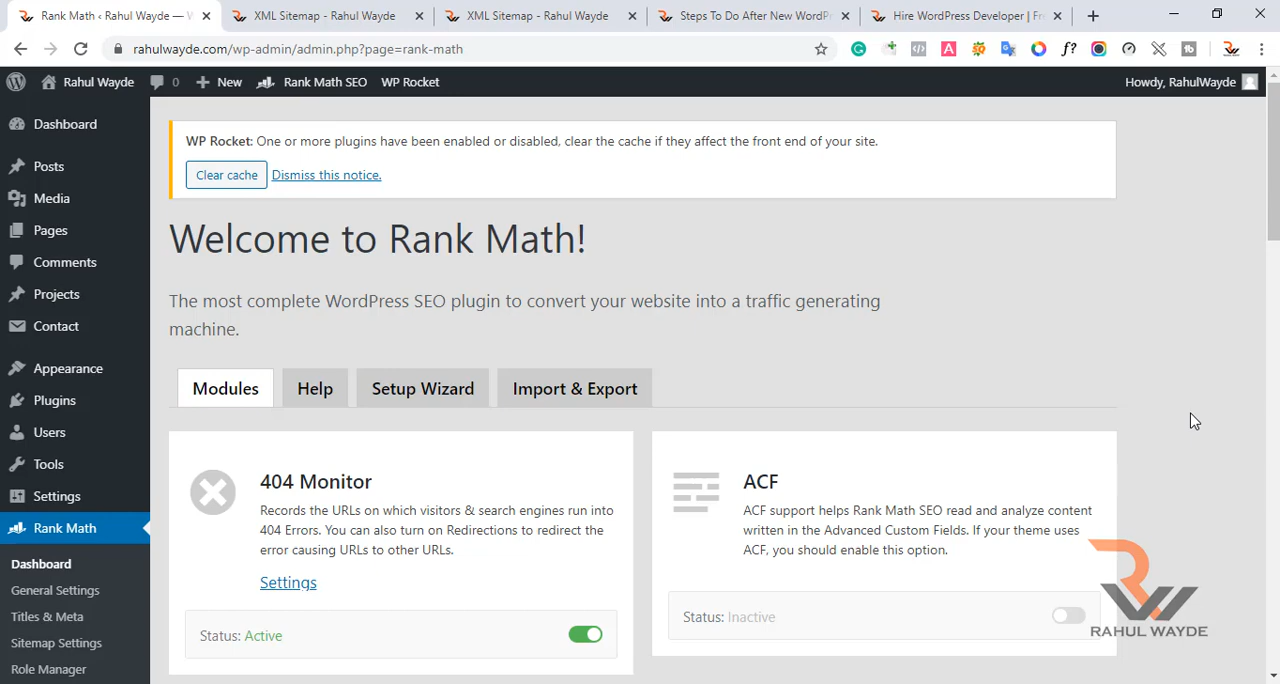 Rank Math ‹ Rahul Wayde —
XML Sitemap - Rahul Wayde
XML Sitemap - Rahul Wayde
Steps To Do After New WordP
Hire WordPress Developer | Fr
rahulwayde.com/wp-admin/admin.php?page=rank-math
Rahul Wayde
0
New
Rank Math SEO
WP Rocket
Howdy, RahulWayde
Dashboard
Posts
Media
Pages
Comments
Projects
Contact
Appearance
Plugins
Users
Tools
Settings
Rank Math
Dashboard
General Settings
Titles & Meta
Sitemap Settings
Role Manager
WP Rocket: One or more plugins have been enabled or disabled, clear the cache if they affect the front end of your site.
Clear cache
Dismiss this notice.
Welcome to Rank Math!
The most complete WordPress SEO plugin to convert your website into a traffic generating
machine.
Modules
Help
Setup Wizard
Import & Export
404 Monitor
Records the URLs on which visitors & search engines run into
404 Errors. You can also turn on Redirections to redirect the
error causing URLs to other URLs.
Settings
Status: Active
ACF
ACF support helps Rank Math SEO read and analyze content
written in the Advanced Custom Fields. If your theme uses
ACF, you should enable this option.
Status: Inactive
RAHUL WAYDE